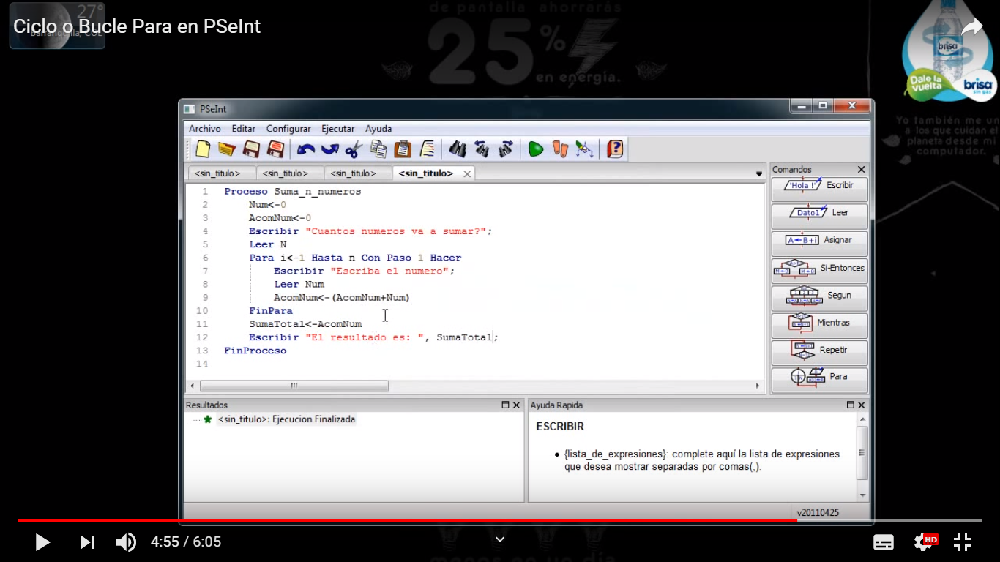 de pantalla ahorrarás
27°
Ciclo o Bucle Para en PSeInt
Barranquilla, COL
25%
en energía.
brisa
Dale la vuelta
brisa
sin gas
Yo también me un
a los que cuidan el
planeta desde mi
computador.
PSeInt
Archivo Editar Configurar Ejecutar Ayuda
<sin_titulo> <sin_titulo> <sin_titulo> <sin_titulo>
Comandos
1 Proceso Suma_n_numeros
2 Num<-0
3 AcomNum<-0
4 Escribir "Cuantos numeros va a sumar?";
5 Leer N
6 Para i<-1 Hasta n Con Paso 1 Hacer
7 Escribir "Escriba el numero";
8 Leer Num
9 AcomNum<-(AcomNum+Num)
10 FinPara
11 SumaTotal<-AcomNum
12 Escribir "El resultado es: ", SumaTotal;
13 FinProceso
14
'Hola !' Escribir
Dato1 Leer
A←B+i Asignar
Si-Entonces
Segun
Mientras
Repetir
Para
Resultados
<sin_titulo>: Ejecucion Finalizada
Ayuda Rapida
ESCRIBIR
• {lista_de_expresiones}: complete aquí la lista de expresiones
que desea mostrar separadas por comas(,).
v20110425
4:55 / 6:05
HD
menos en un día